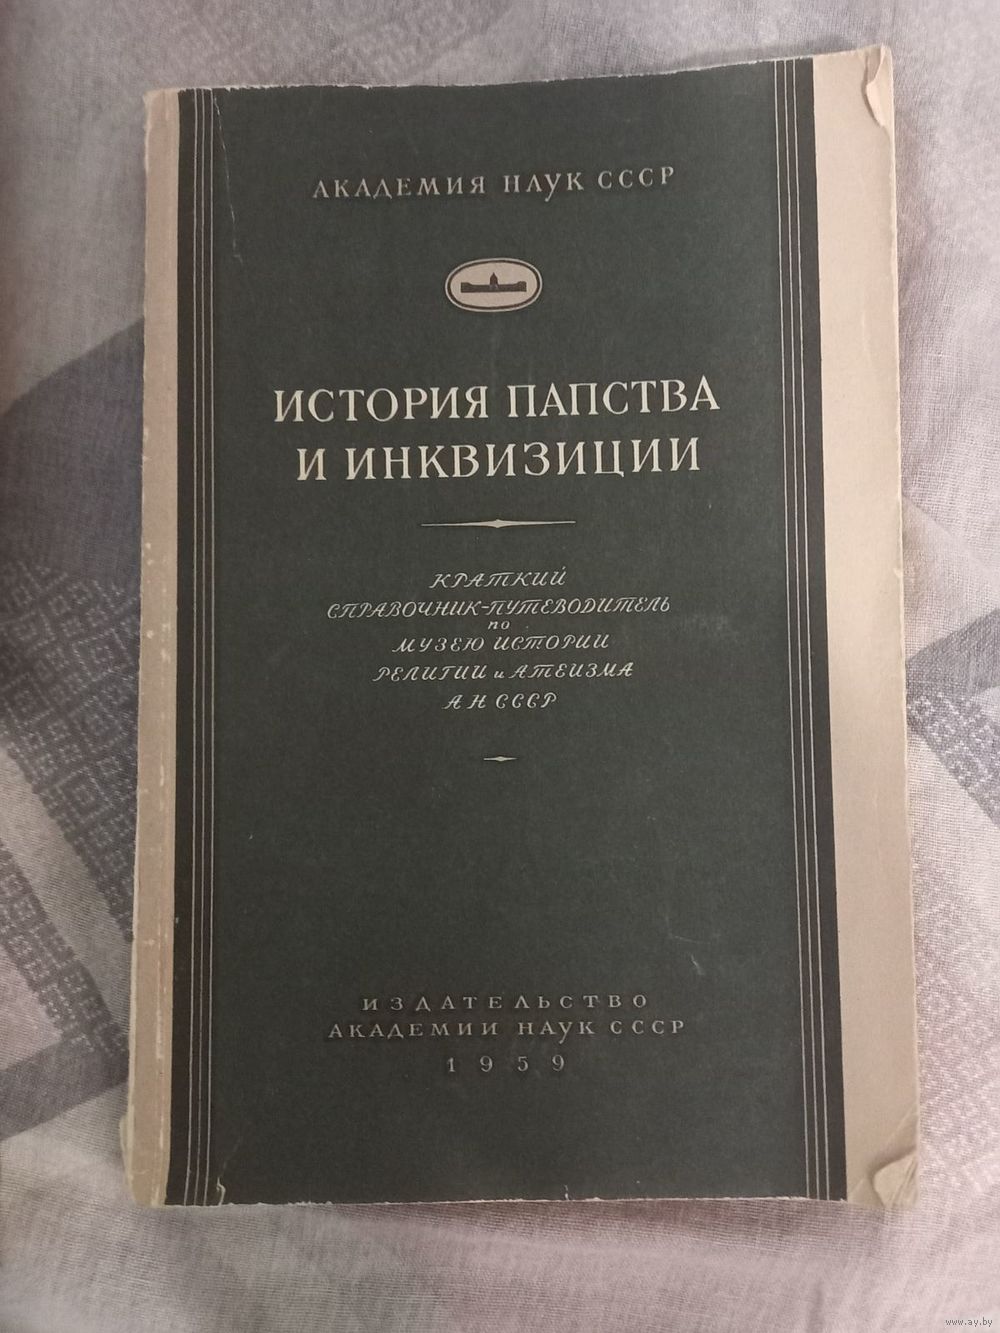 АКАДЕМИЯ НАУК СССР
ИСТОРИЯ ПАПСТВА
И ИНКВИЗИЦИИ
КРАТКИЙ
СПРАВОЧНИК-ПУТЕВОДИТЕЛЬ
по
МУЗЕЮ ИСТОРИИ
РЕЛИГИИ и АТЕИЗМА
АН СССР
ИЗДАТЕЛЬСТВО
АКАДЕМИИ НАУК СССР
1959
www.ay.by